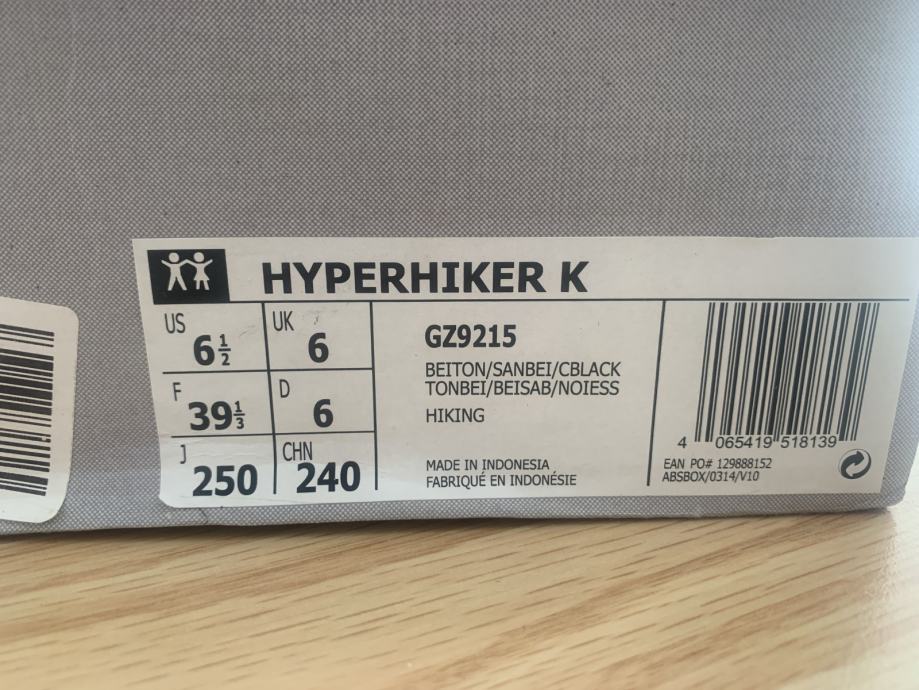 HYPERHIKER K
US 6½ UK 6
F 39⅓ D 6
J 250 CHN 240
GZ9215
BEITON/SANBEI/CBLACK
TONBEI/BEISAB/NOIESS
HIKING
MADE IN INDONESIA
FABRIQUÉ EN INDONÉSIE
4 065419 518139
EAN PO# 129888152
ABSBOX/0314/V10